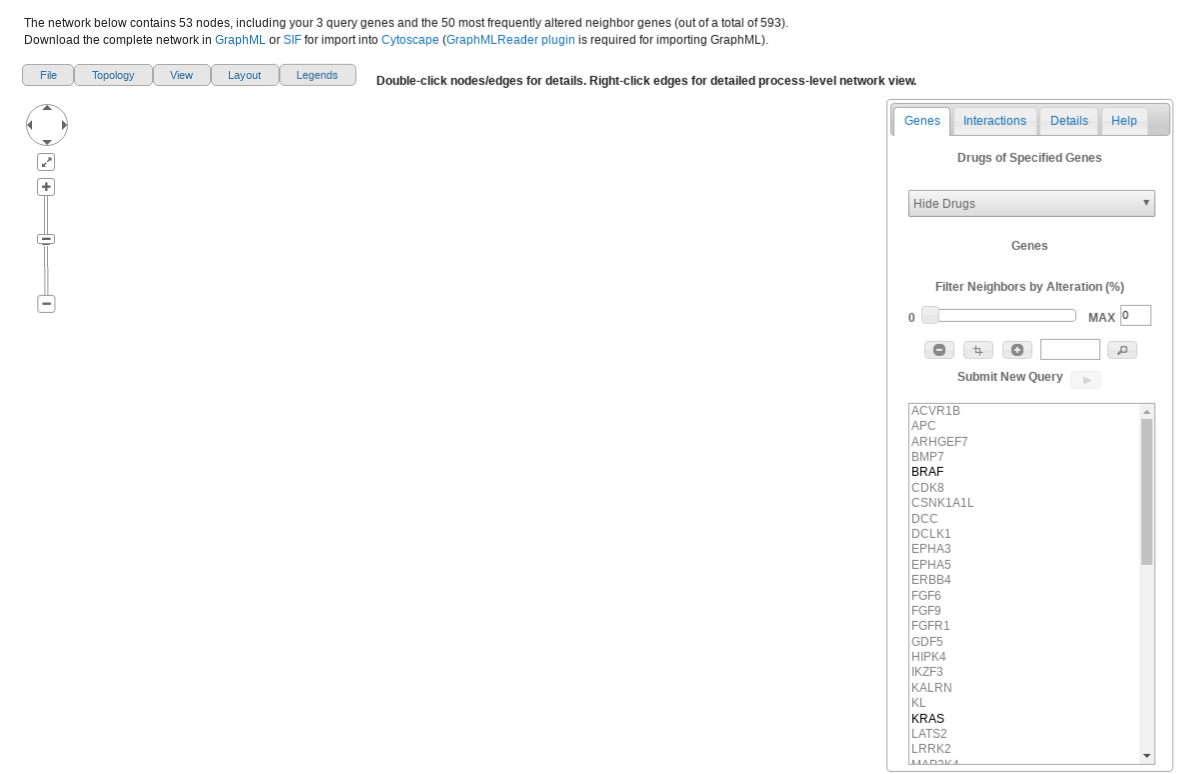 The network below contains 53 nodes, including your 3 query genes and the 50 most frequently altered neighbor genes (out of a total of 593).
Download the complete network in GraphML or SIF for import into Cytoscape (GraphMLReader plugin is required for importing GraphML).
File Topology View Layout Legends
Double-click nodes/edges for details. Right-click edges for detailed process-level network view.
Genes Interactions Details Help
Drugs of Specified Genes
Hide Drugs
Genes
Filter Neighbors by Alteration (%)
0 MAX 0
Submit New Query
ACVR1B
APC
ARHGEF7
BMP7
BRAF
CDK8
CSNK1A1L
DCC
DCLK1
EPHA3
EPHA5
ERBB4
FGF6
FGF9
FGFR1
GDF5
HIPK4
IKZF3
KALRN
KL
KRAS
LATS2
LRRK2
MAP3K4